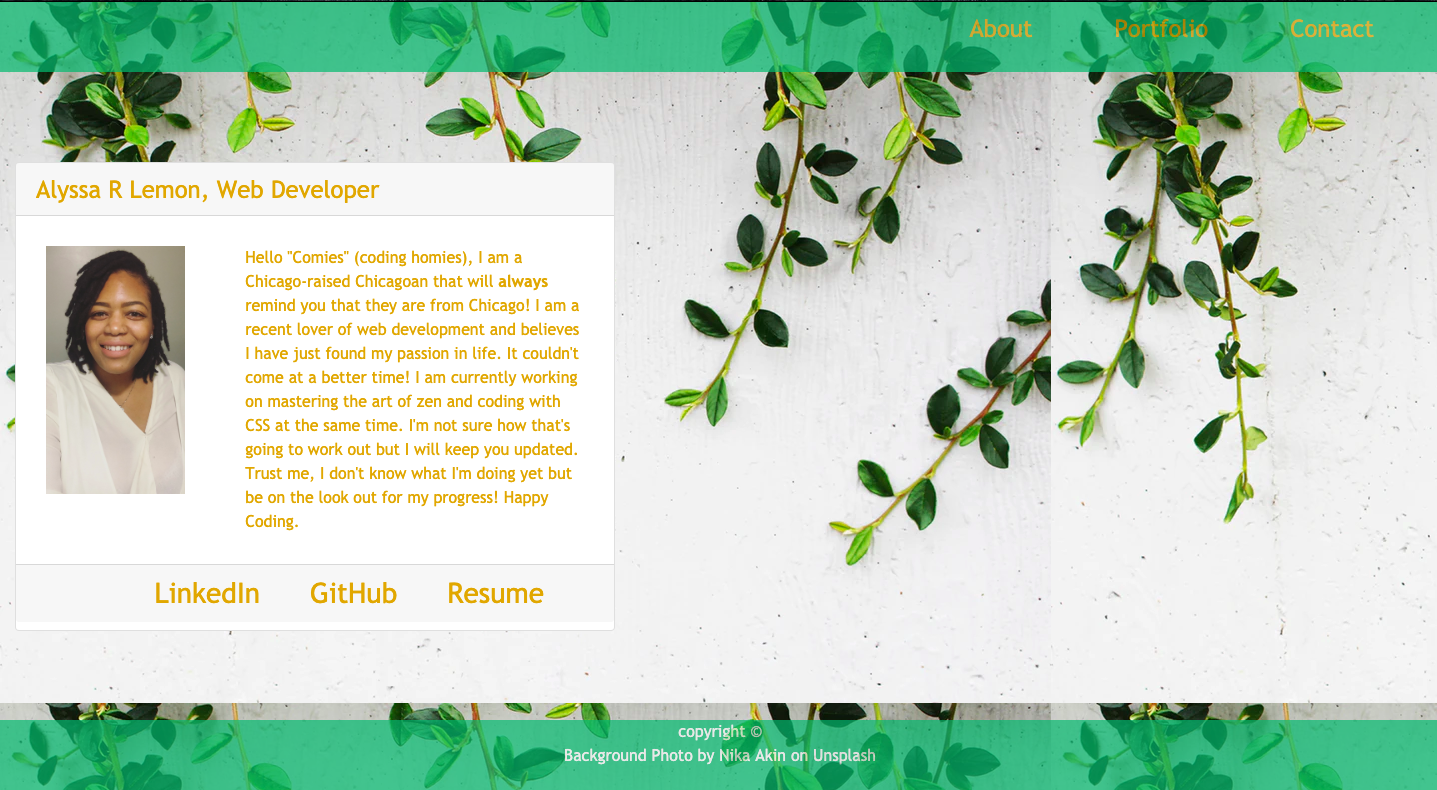 About Portfolio Contact
Alyssa R Lemon, Web Developer
Hello "Comies" (coding homies), I am a
Chicago-raised Chicagoan that will always
remind you that they are from Chicago! I am a
recent lover of web development and believes
I have just found my passion in life. It couldn't
come at a better time! I am currently working
on mastering the art of zen and coding with
CSS at the same time. I'm not sure how that's
going to work out but I will keep you updated.
Trust me, I don't know what I'm doing yet but
be on the look out for my progress! Happy
Coding.
LinkedIn GitHub Resume
copyright ©
Background Photo by Nika Akin on Unsplash